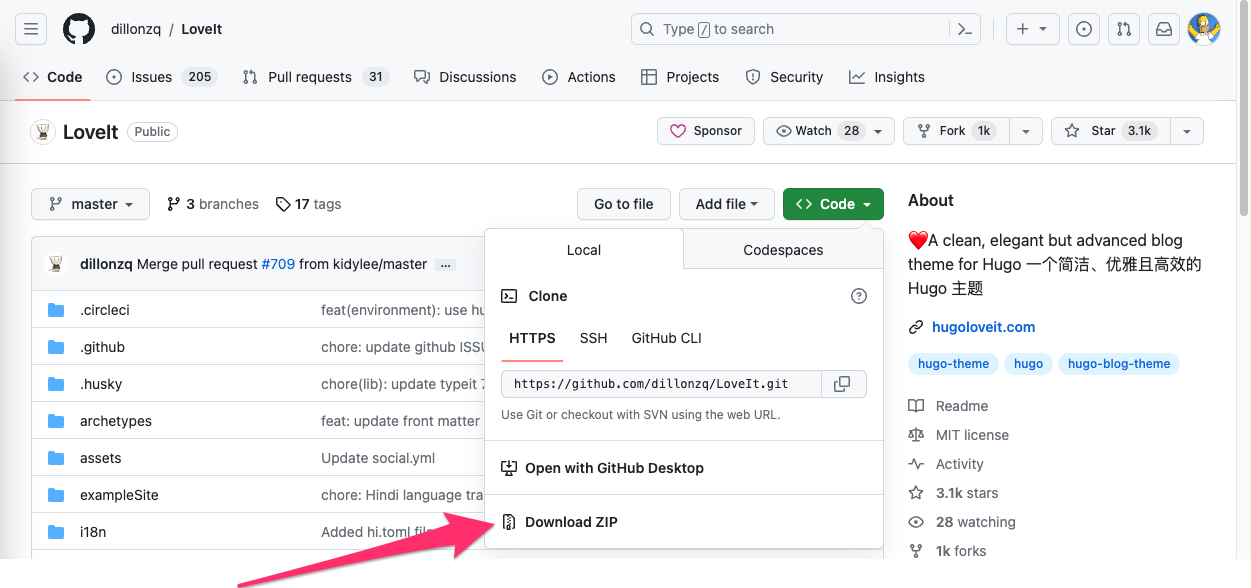 dillonzq / LoveIt
Type / to search
Code
Issues 205
Pull requests 31
Discussions
Actions
Projects
Security
Insights
LoveIt Public
Sponsor
Watch 28
Fork 1k
Star 3.1k
master
3 branches
17 tags
Go to file
Add file
Code
dillonzq Merge pull request #709 from kidylee/master ...
.circleci feat(environment): use hu
.github chore: update github ISSU
.husky chore(lib): update typeit 7
archetypes feat: update front matter
assets Update social.yml
exampleSite chore: Hindi language tra
i18n Added hi.toml file
Local
Codespaces
Clone
HTTPS
SSH
GitHub CLI
https://github.com/dillonzq/LoveIt.git
Use Git or checkout with SVN using the web URL.
Open with GitHub Desktop
Download ZIP
About
❤️A clean, elegant but advanced blog
theme for Hugo 一个简洁、优雅且高效的
Hugo 主题
hugoloveit.com
hugo-theme hugo hugo-blog-theme
Readme
MIT license
Activity
3.1k stars
28 watching
1k forks